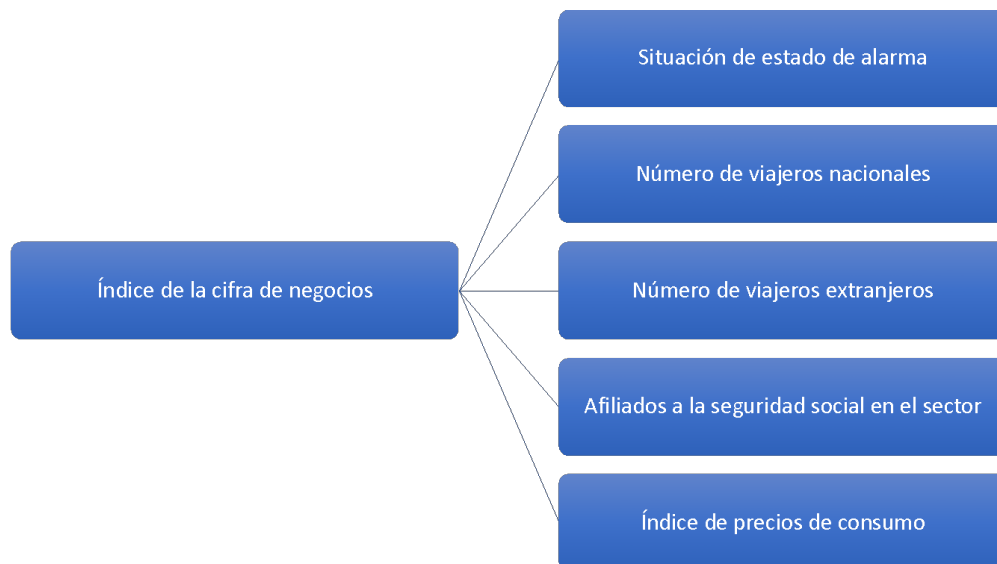 Situación de estado de alarma
Número de viajeros nacionales
Índice de la cifra de negocios
Número de viajeros extranjeros
Afiliados a la seguridad social en el sector
Índice de precios de consumo